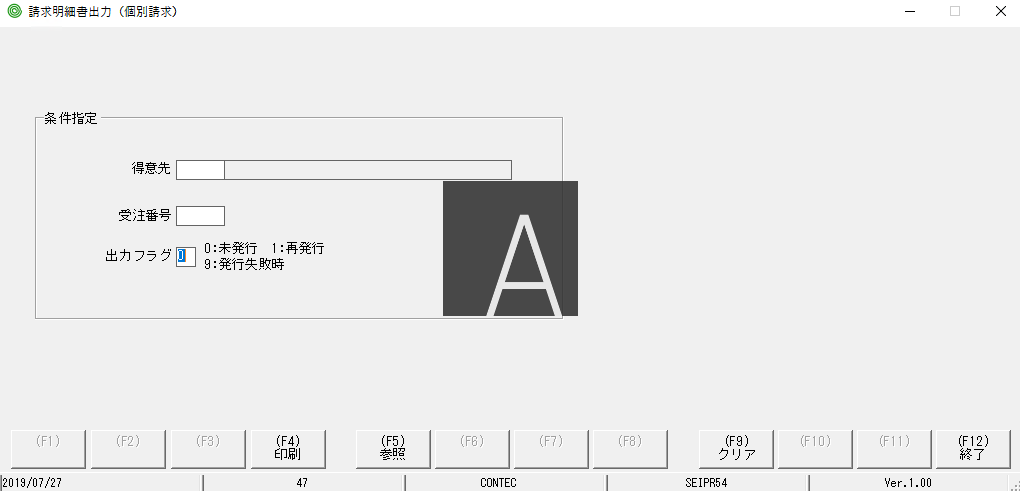 請求明細書出力（個別請求）
条件指定
得意先
受注番号
出力フラグ 0 0:未発行 1:再発行
9:発行失敗時
A
(F1) (F2) (F3) (F4) (F5) (F6) (F7) (F8) (F9) (F10) (F11) (F12)
印刷 参照 クリア 終了
2019/07/27 47 CONTEC SEIPR54 Ver.1.00